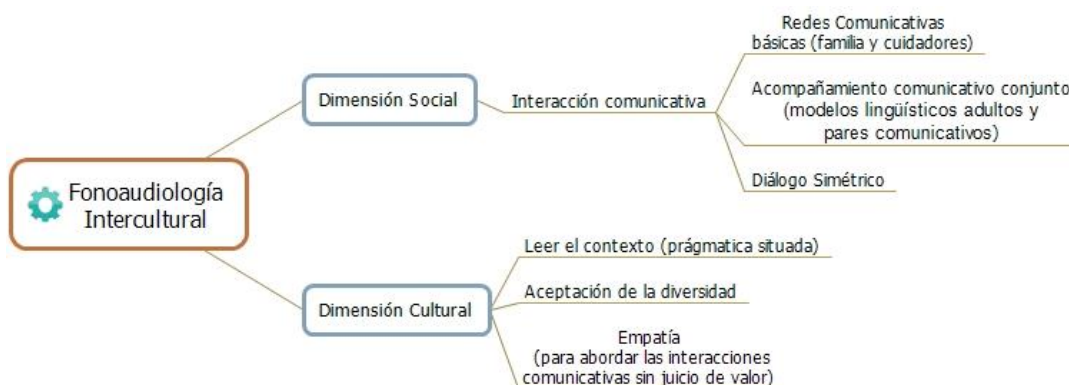 Fonoaudiología
Intercultural
Dimensión Social
Interacción comunicativa
Redes Comunicativas
básicas (familia y cuidadores)
Acompañamiento comunicativo conjunto
(modelos lingüísticos adultos y
pares comunicativos)
Diálogo Simétrico
Dimensión Cultural
Leer el contexto (prágmatica situada)
Aceptación de la diversidad
Empatía
(para abordar las interacciones
comunicativas sin juicio de valor)